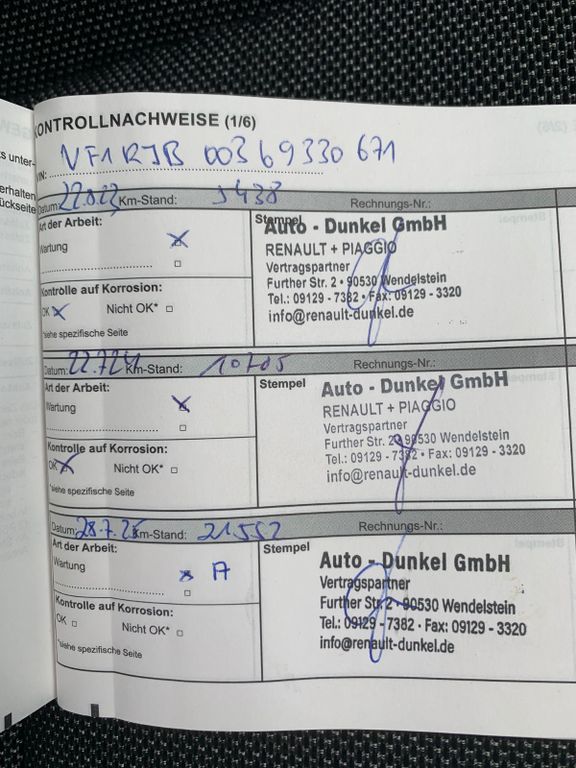 KONTROLLNACHWEISE (1/6)
VIN: VF1RJB 00369330671
Datum: 22.8.23 Km-Stand: 5438 Rechnungs-Nr.:
Art der Arbeit:
Wartung
Kontrolle auf Korrosion:
OK Nicht OK*
*siehe spezifische Seite
Stempel
Auto - Dunkel GmbH
RENAULT + PIAGGIO
Vertragspartner
Further Str. 2 • 90530 Wendelstein
Tel.: 09129 - 7382 • Fax: 09129 - 3320
info@renault-dunkel.de
Datum: 22.7.24 Km-Stand: 10705 Rechnungs-Nr.:
Art der Arbeit:
Wartung
Kontrolle auf Korrosion:
OK Nicht OK*
*siehe spezifische Seite
Stempel
Auto - Dunkel GmbH
RENAULT + PIAGGIO
Vertragspartner
Further Str. 2 • 90530 Wendelstein
Tel.: 09129 - 7382 • Fax: 09129 - 3320
info@renault-dunkel.de
Datum: 28.7.25 Km-Stand: 21552 Rechnungs-Nr.:
Art der Arbeit:
Wartung A
Kontrolle auf Korrosion:
OK Nicht OK*
*siehe spezifische Seite
Stempel
Auto - Dunkel GmbH
Vertragspartner
Further Str. 2 • 90530 Wendelstein
Tel.: 09129 - 7382 • Fax: 09129 - 3320
info@renault-dunkel.de